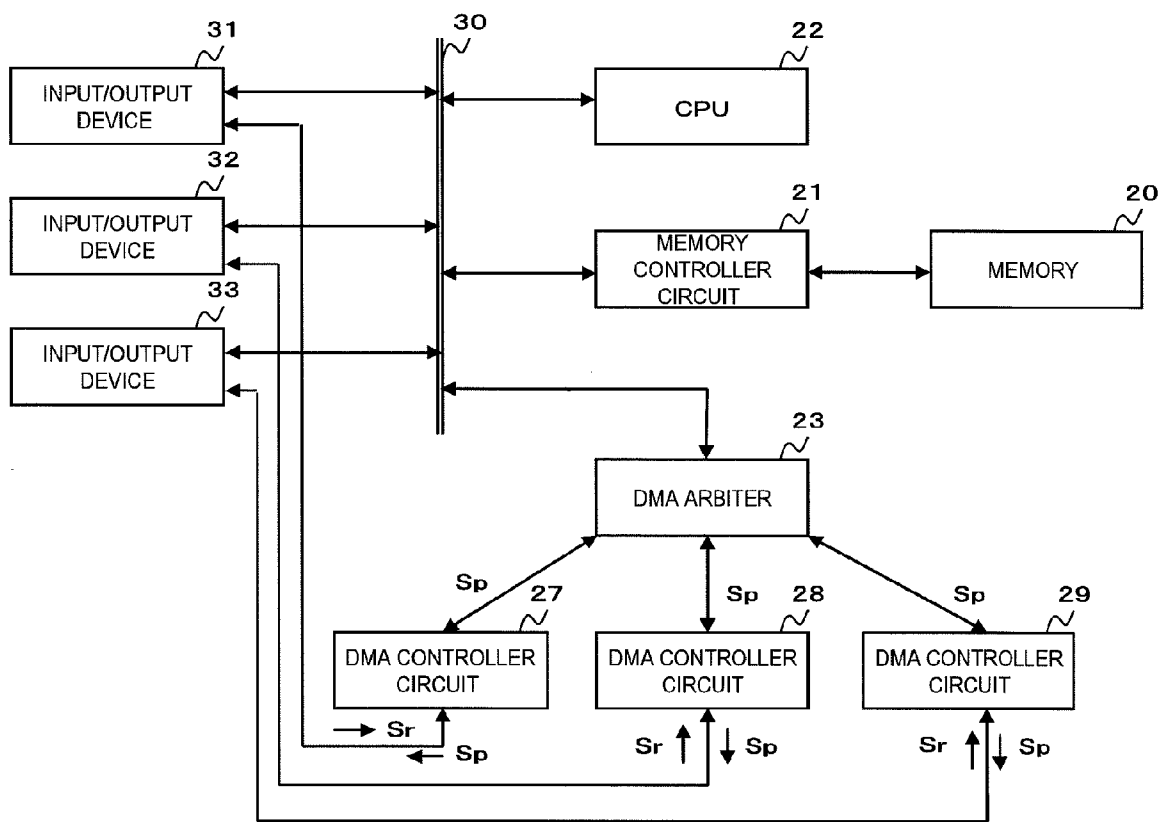 31
30
22
INPUT/OUTPUT
DEVICE
CPU
32
21
20
INPUT/OUTPUT
DEVICE
MEMORY
CONTROLLER
CIRCUIT
MEMORY
33
INPUT/OUTPUT
DEVICE
23
DMA ARBITER
Sp
27
Sp
28
Sp
29
DMA CONTROLLER
CIRCUIT
DMA CONTROLLER
CIRCUIT
DMA CONTROLLER
CIRCUIT
Sr
Sp
Sr
Sp
Sr
Sp